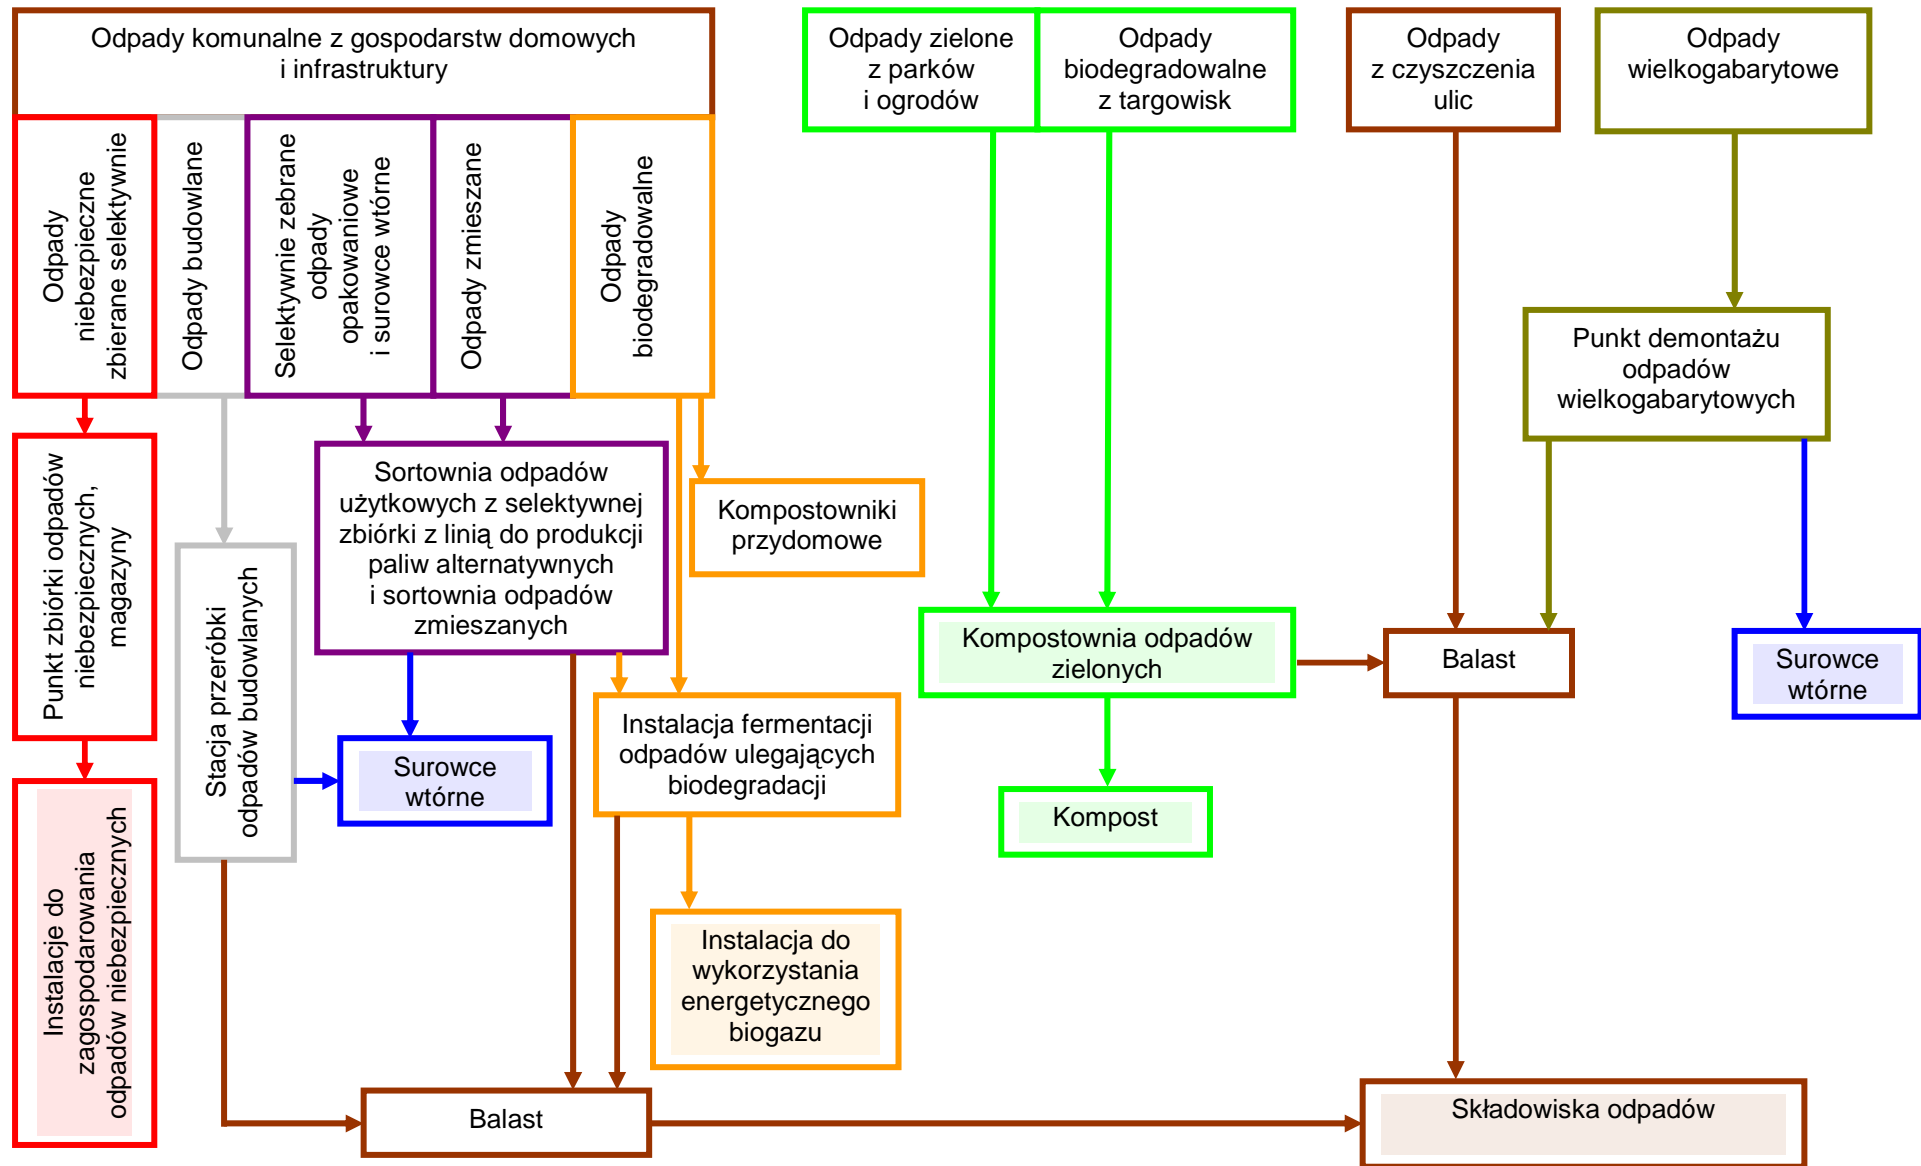 Odpady komunalne z gospodarstw domowych
i infrastruktury
Odpady zielone
z parków
i ogrodów
Odpady
biodegradowalne
z targowisk
Odpady
z czyszczenia
ulic
Odpady
wielkogabarytowe
Odpady
niebezpieczne
zbierane selektywnie
Odpady budowlane
Selektywnie zebrane
odpady
opakowaniowe
i surowce wtórne
Odpady zmieszane
Odpady
biodegradowalne
Punkt demontażu
odpadów
wielkogabarytowych
Punkt zbiórki odpadów
niebezpiecznych,
magazyny
Sortownia odpadów
użytkowych z selektywnej
zbiórki z linią do produkcji
paliw alternatywnych
i sortownia odpadów
zmieszanych
Kompostowniki
przydomowe
Stacja przeróbki
odpadów budowlanych
Kompostownia odpadów
zielonych
Balast
Surowce
wtórne
Instalacja fermentacji
odpadów ulegających
biodegradacji
Surowce
wtórne
Kompost
Instalacje do
zagospodarowania
odpadów niebezpiecznych
Instalacja do
wykorzystania
energetycznego
biogazu
Balast
Składowiska odpadów